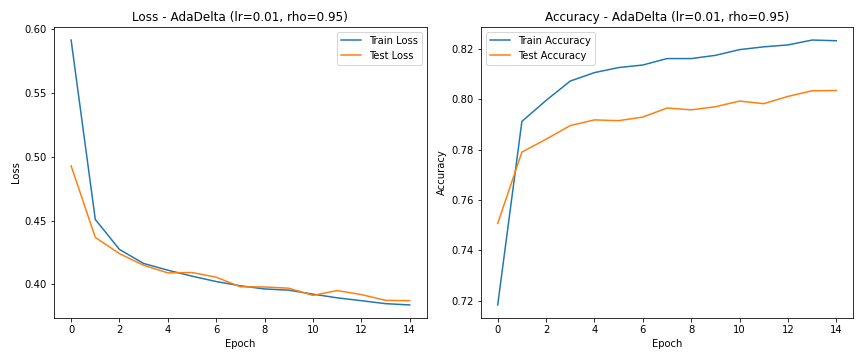 Loss - AdaDelta (lr=0.01, rho=0.95)
0.60
0.55
0.50
0.45
0.40
Loss
Train Loss
Test Loss
0 2 4 6 8 10 12 14
Epoch
Accuracy - AdaDelta (lr=0.01, rho=0.95)
0.82
0.80
0.78
0.76
0.74
0.72
Accuracy
Train Accuracy
Test Accuracy
0 2 4 6 8 10 12 14
Epoch